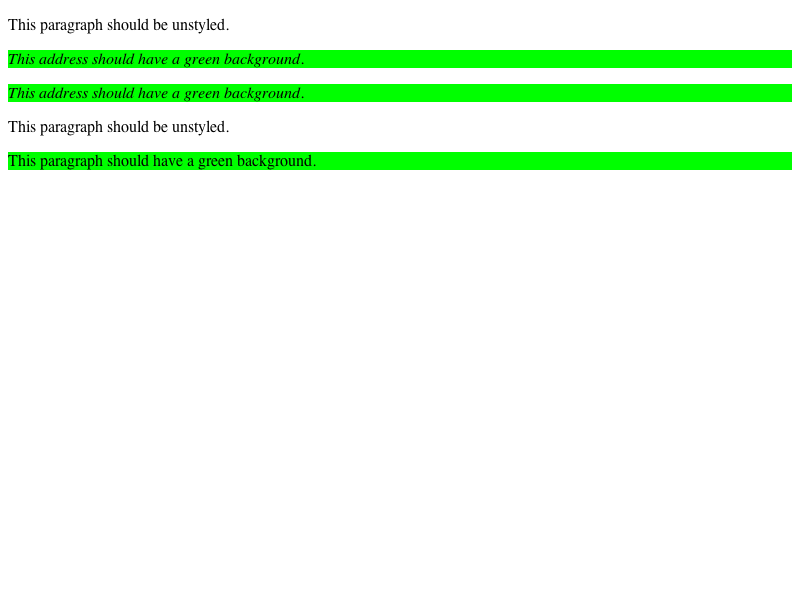 This paragraph should be unstyled.
This address should have a green background.
This address should have a green background.
This paragraph should be unstyled.
This paragraph should have a green background.